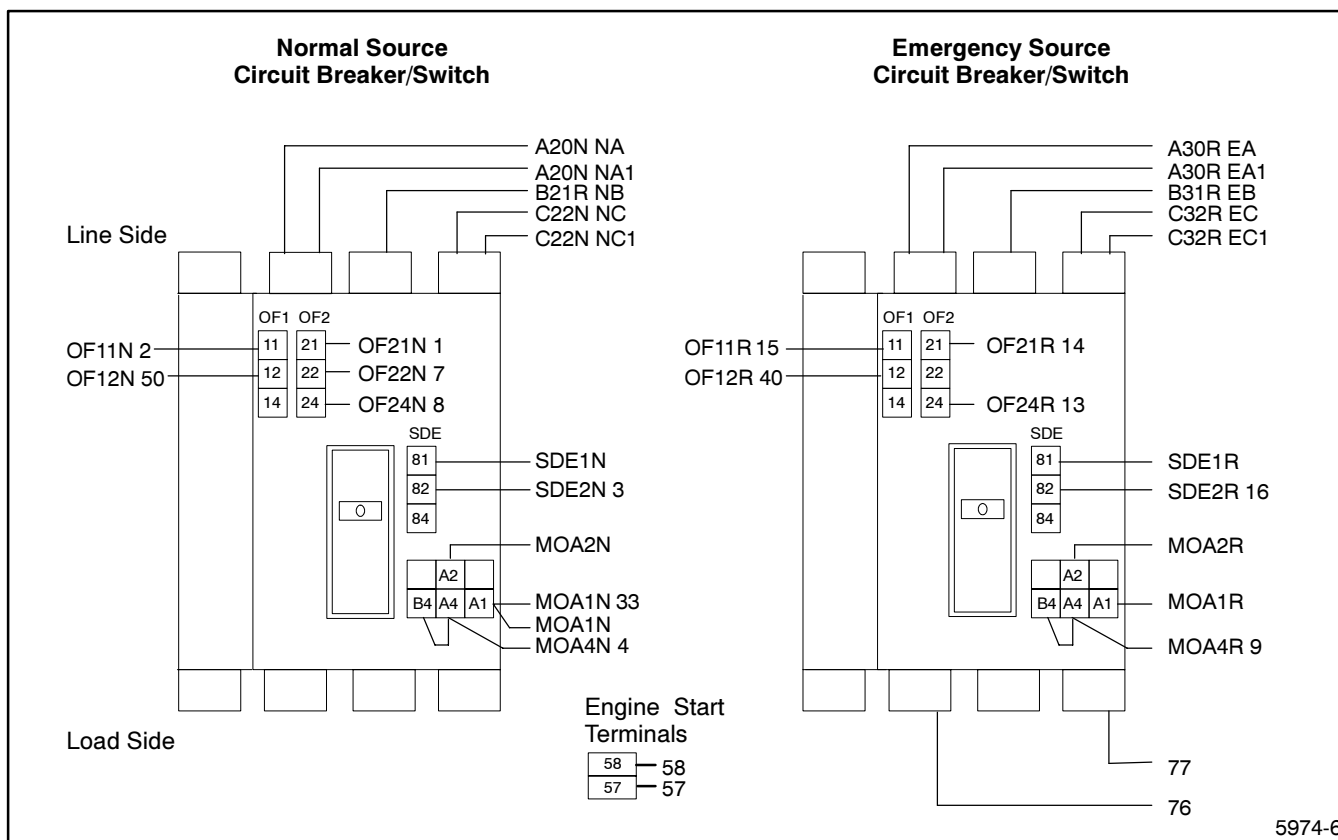 Normal Source
Circuit Breaker/Switch
Emergency Source
Circuit Breaker/Switch
A20N NA
A20N NA1
B21R NB
C22N NC
C22N NC1
A30R EA
A30R EA1
B31R EB
C32R EC
C32R EC1
Line Side
OF1 OF2
11 21
12 22
14 24
OF11N 2
OF12N 50
OF21N 1
OF22N 7
OF24N 8
SDE
81
82
84
SDE1N
SDE2N 3
O
MOA2N
A2
B4 A4 A1
MOA1N 33
MOA1N
MOA4N 4
OF1 OF2
11 21
12 22
14 24
OF11R 15
OF12R 40
OF21R 14
OF24R 13
SDE
81
82
84
SDE1R
SDE2R 16
O
MOA2R
A2
B4 A4 A1
MOA1R
MOA4R 9
Load Side
Engine Start
Terminals
58 58
57 57
77
76
5974-6